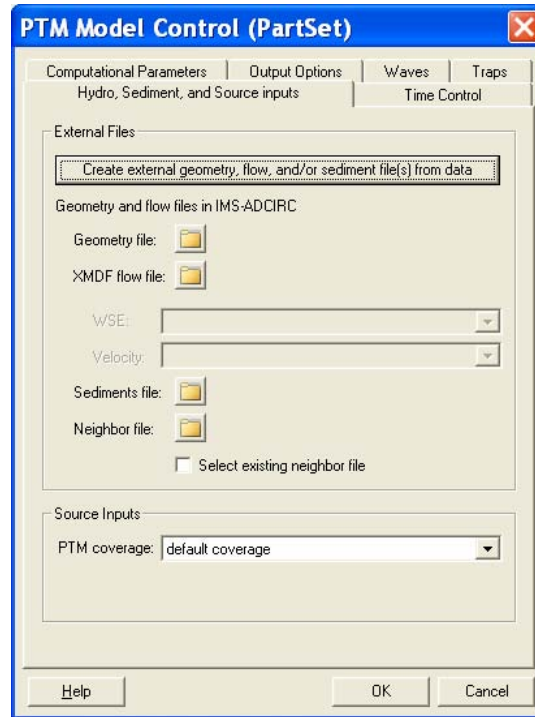 PTM Model Control (PartSet)
Computational Parameters Output Options Waves Traps
Hydro, Sediment, and Source inputs Time Control
External Files
Create external geometry, flow, and/or sediment file(s) from data
Geometry and flow files in IMS-ADCIRC
Geometry file:
XMDF flow file:
WSE:
Velocity:
Sediments file:
Neighbor file:
Select existing neighbor file
Source Inputs
PTM coverage: default coverage
Help OK Cancel